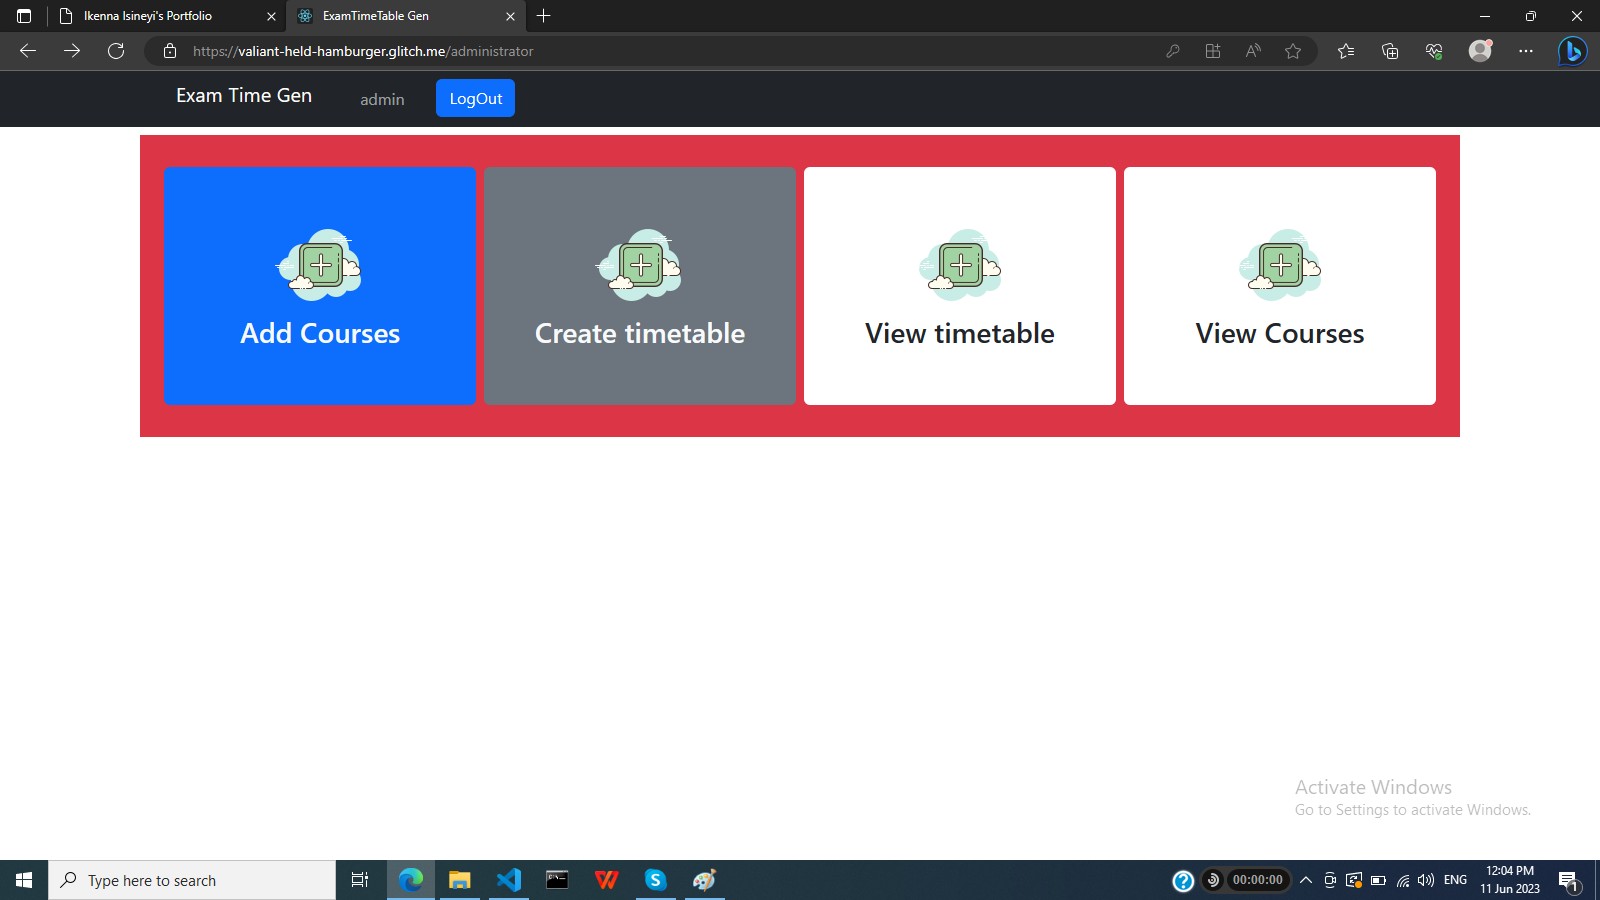 Ikenna Isineyi's Portfolio
ExamTimeTable Gen
https://valiant-held-hamburger.glitch.me/administrator
Exam Time Gen
admin
LogOut
Add Courses
Create timetable
View timetable
View Courses
Activate Windows
Go to Settings to activate Windows.
Type here to search
00:00:00
ENG
12:04 PM
11 Jun 2023
1